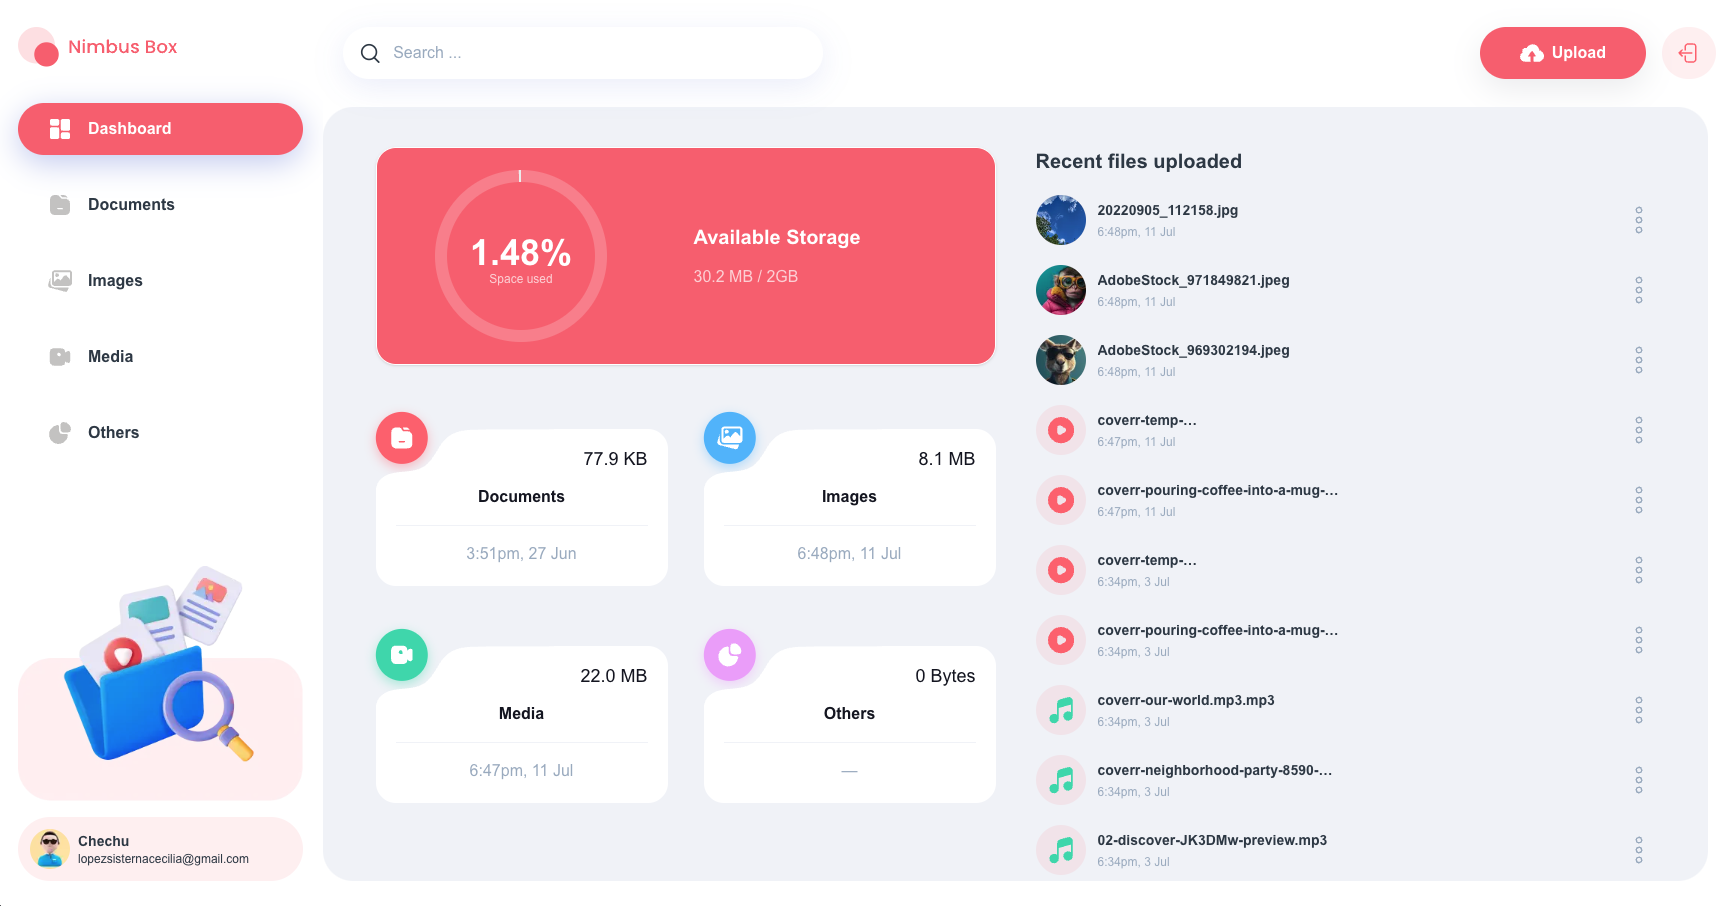 Nimbus Box
Search ...
Upload
Dashboard
Documents
Images
Media
Others
Chechu
lopezsisternacecilia@gmail.com
1.48%
Space used
Available Storage
30.2 MB / 2GB
77.9 KB
Documents
3:51pm, 27 Jun
8.1 MB
Images
6:48pm, 11 Jul
22.0 MB
Media
6:47pm, 11 Jul
0 Bytes
Others
—
Recent files uploaded
20220905_112158.jpg
6:48pm, 11 Jul
AdobeStock_971849821.jpeg
6:48pm, 11 Jul
AdobeStock_969302194.jpeg
6:48pm, 11 Jul
coverr-temp-...
6:47pm, 11 Jul
coverr-pouring-coffee-into-a-mug-...
6:47pm, 11 Jul
coverr-temp-...
6:34pm, 3 Jul
coverr-pouring-coffee-into-a-mug-...
6:34pm, 3 Jul
coverr-our-world.mp3.mp3
6:34pm, 3 Jul
coverr-neighborhood-party-8590-...
6:34pm, 3 Jul
02-discover-JK3DMw-preview.mp3
6:34pm, 3 Jul